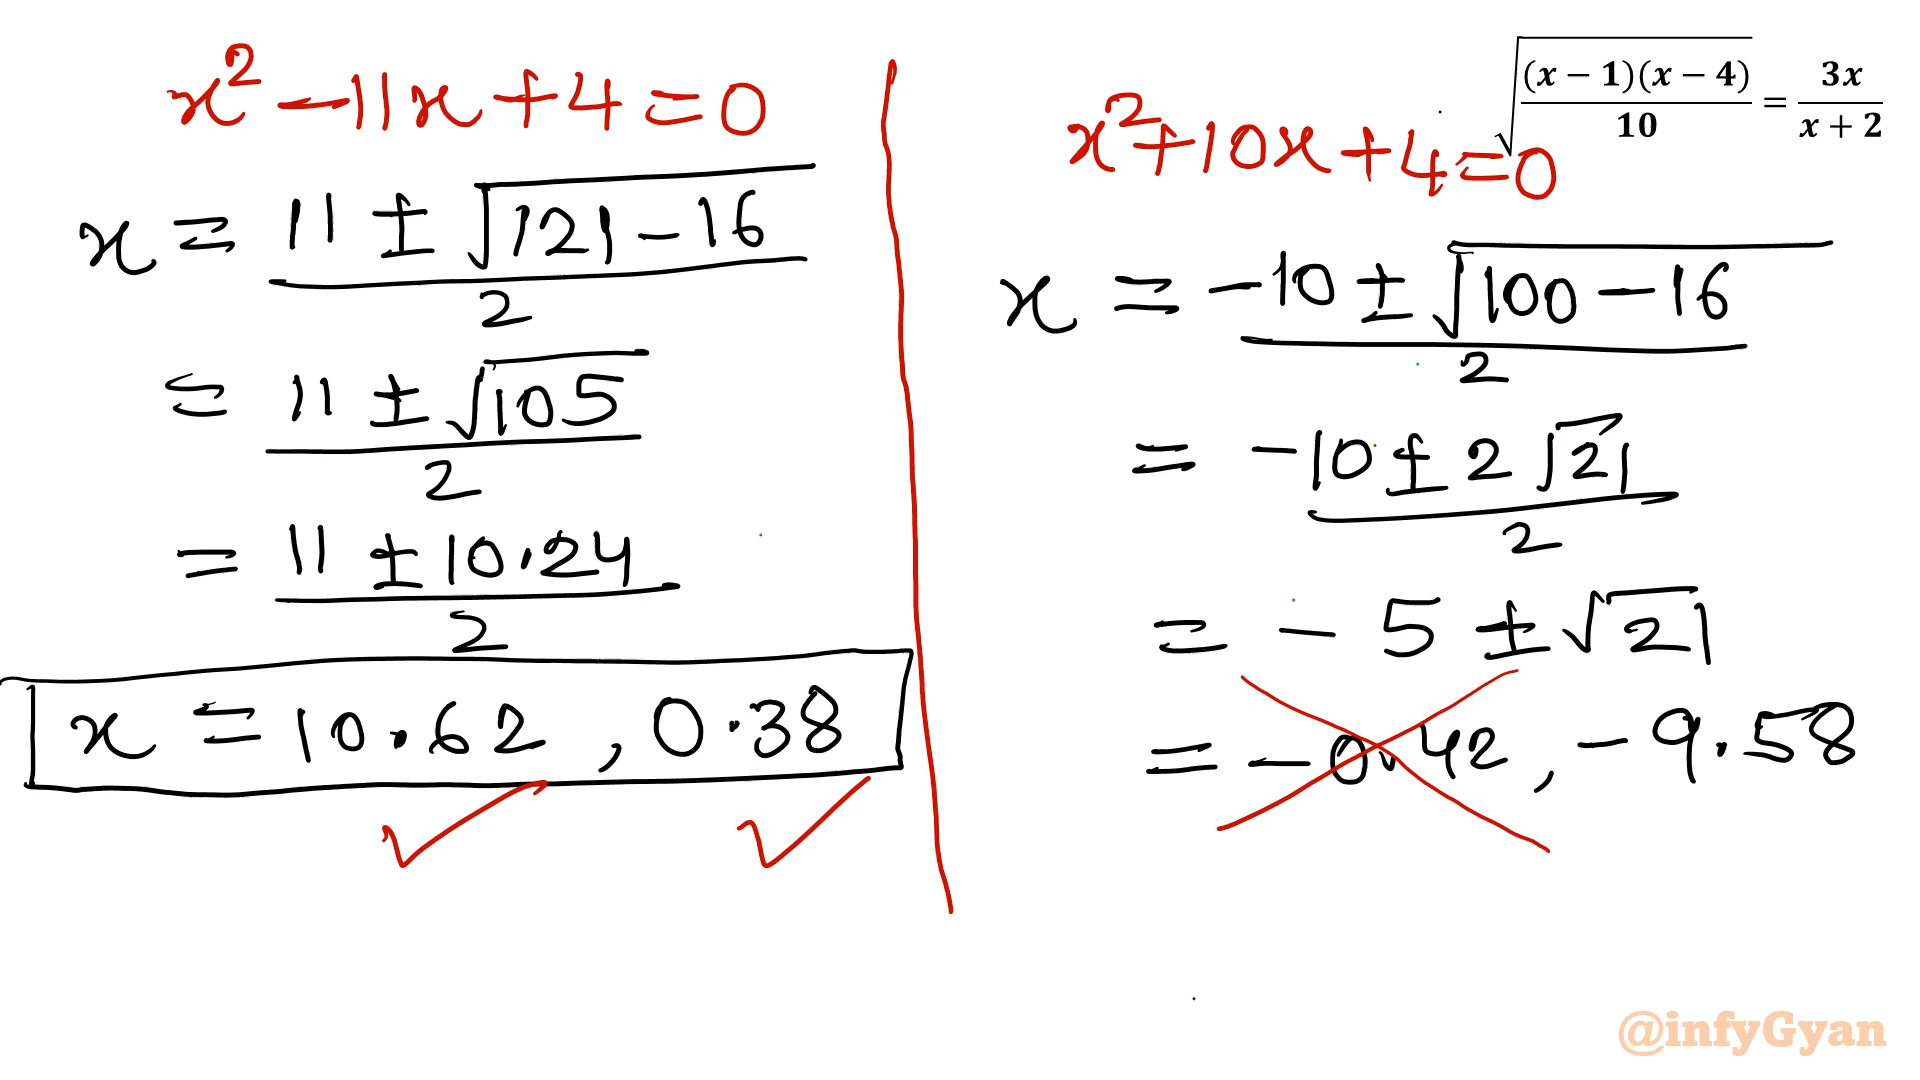 x² - 11x + 4 = 0
x = (11 ± √(121 - 16))/2
= (11 ± √105)/2
= (11 ± 10.24)/2
x = 10.62, 0.38
√((x - 1)(x - 4)/10) = 3x/(x + 2)
x² + 10x + 4 = 0
x = (-10 ± √(100 - 16))/2
= (-10 ± 2√21)/2
= -5 ± √21
= -0.42, -9.58
@infyGyan